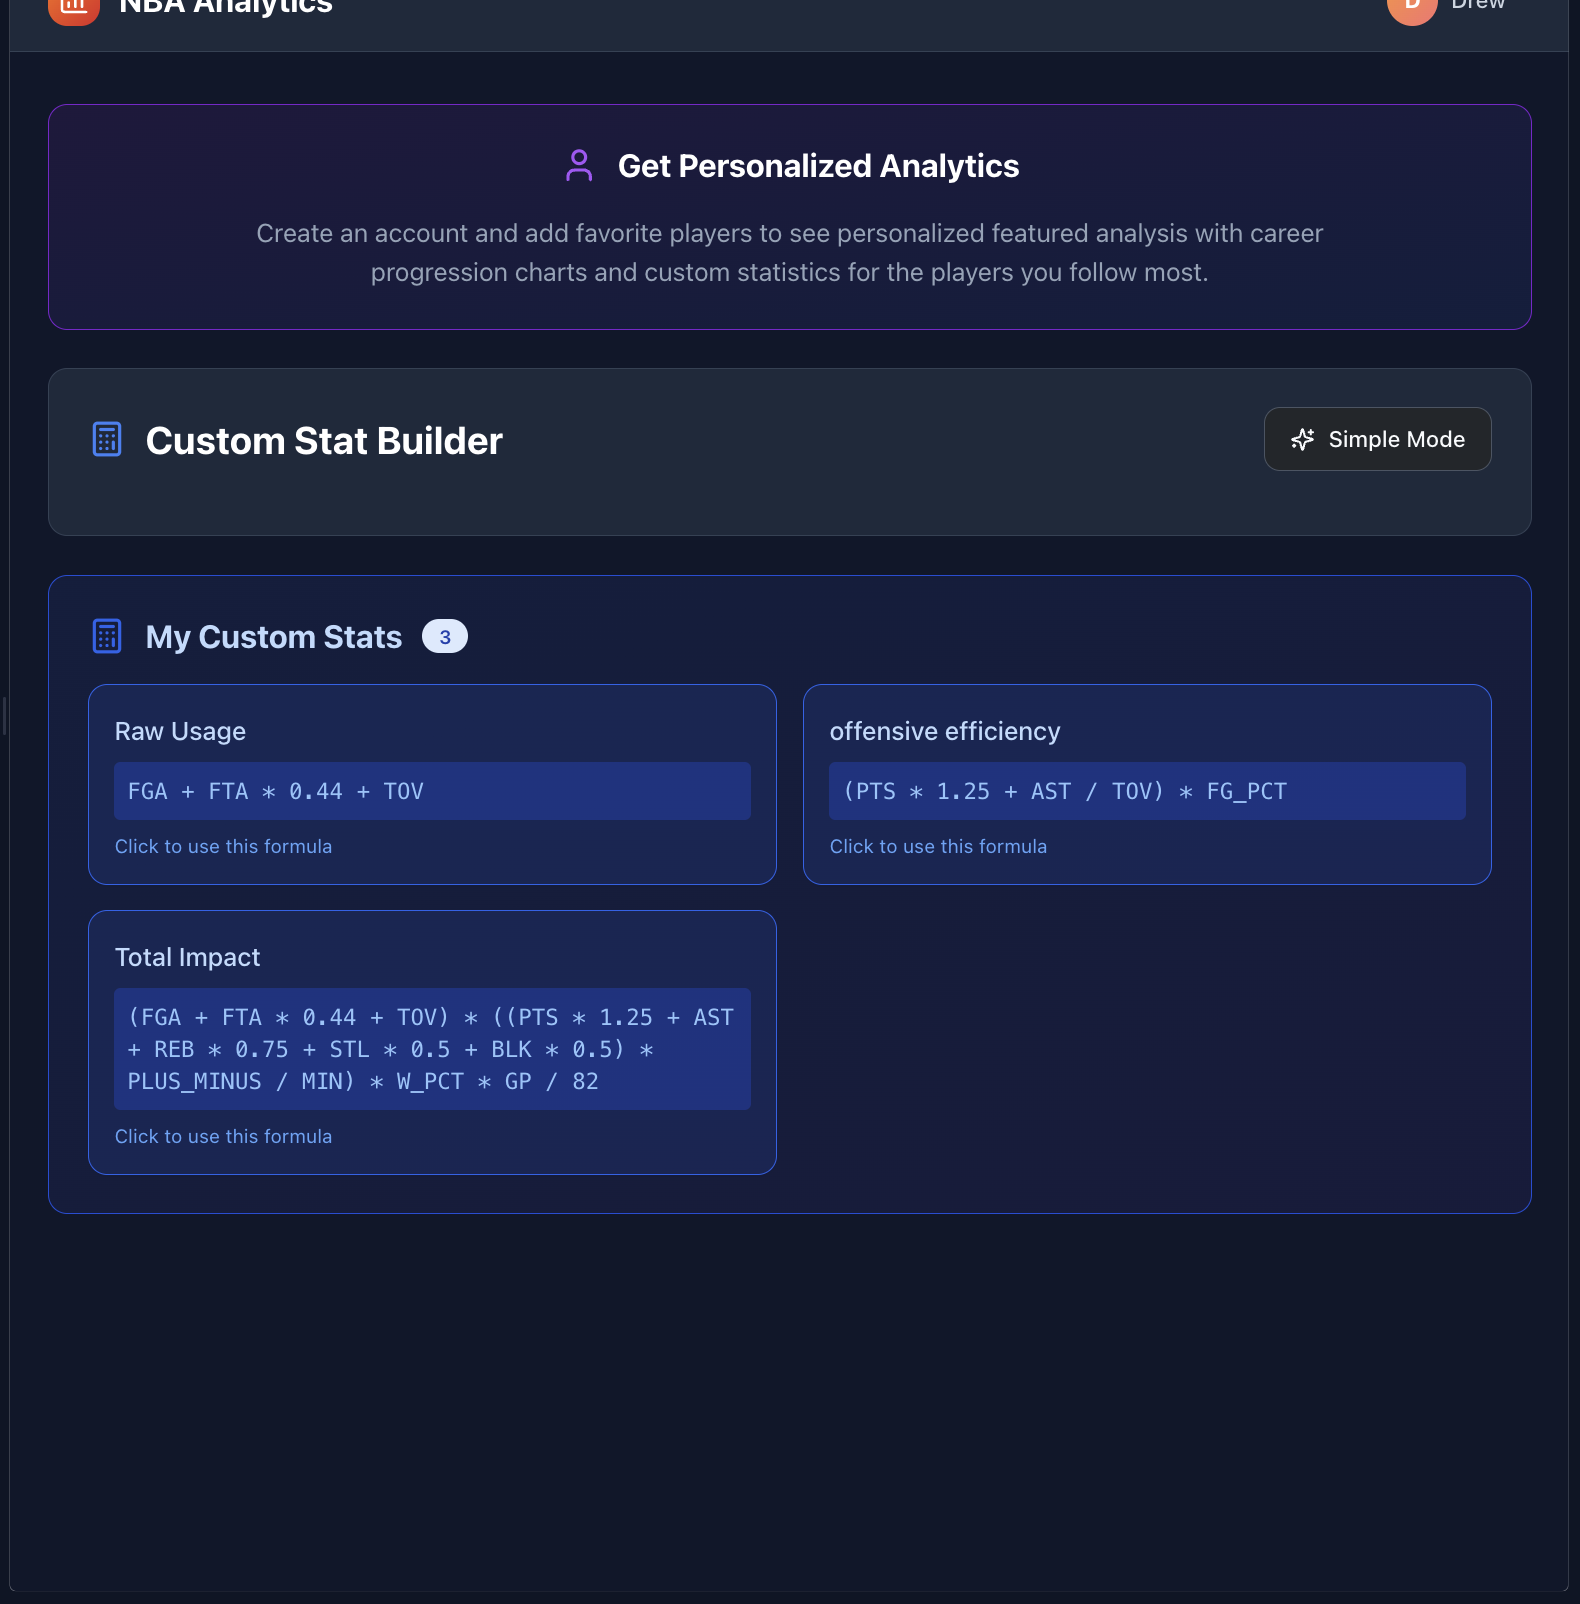 NBA Analytics
D
Drew
Get Personalized Analytics
Create an account and add favorite players to see personalized featured analysis with career
progression charts and custom statistics for the players you follow most.
Custom Stat Builder
Simple Mode
My Custom Stats
3
Raw Usage
FGA + FTA * 0.44 + TOV
Click to use this formula
offensive efficiency
(PTS * 1.25 + AST / TOV) * FG_PCT
Click to use this formula
Total Impact
(FGA + FTA * 0.44 + TOV) * ((PTS * 1.25 + AST
+ REB * 0.75 + STL * 0.5 + BLK * 0.5) *
PLUS_MINUS / MIN) * W_PCT * GP / 82
Click to use this formula